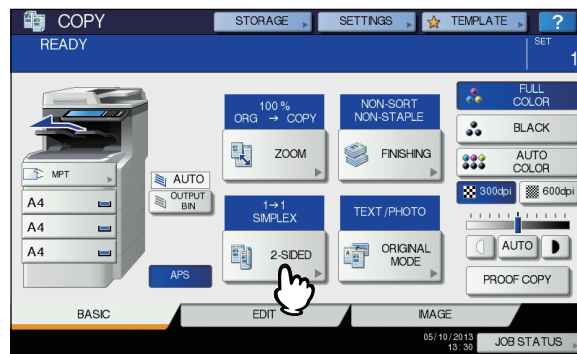 COPY
STORAGE
SETTINGS
TEMPLATE
?
READY
SET
1
100 %
ORG → COPY
ZOOM
NON-SORT
NON-STAPLE
FINISHING
FULL
COLOR
BLACK
AUTO
COLOR
300dpi
600dpi
MPT
A4
A4
A4
AUTO
OUTPUT
BIN
APS
1→1
SIMPLEX
2-SIDED
TEXT/PHOTO
ORIGINAL
MODE
AUTO
PROOF COPY
BASIC
EDIT
IMAGE
05/10/2013
13:30
JOB STATUS